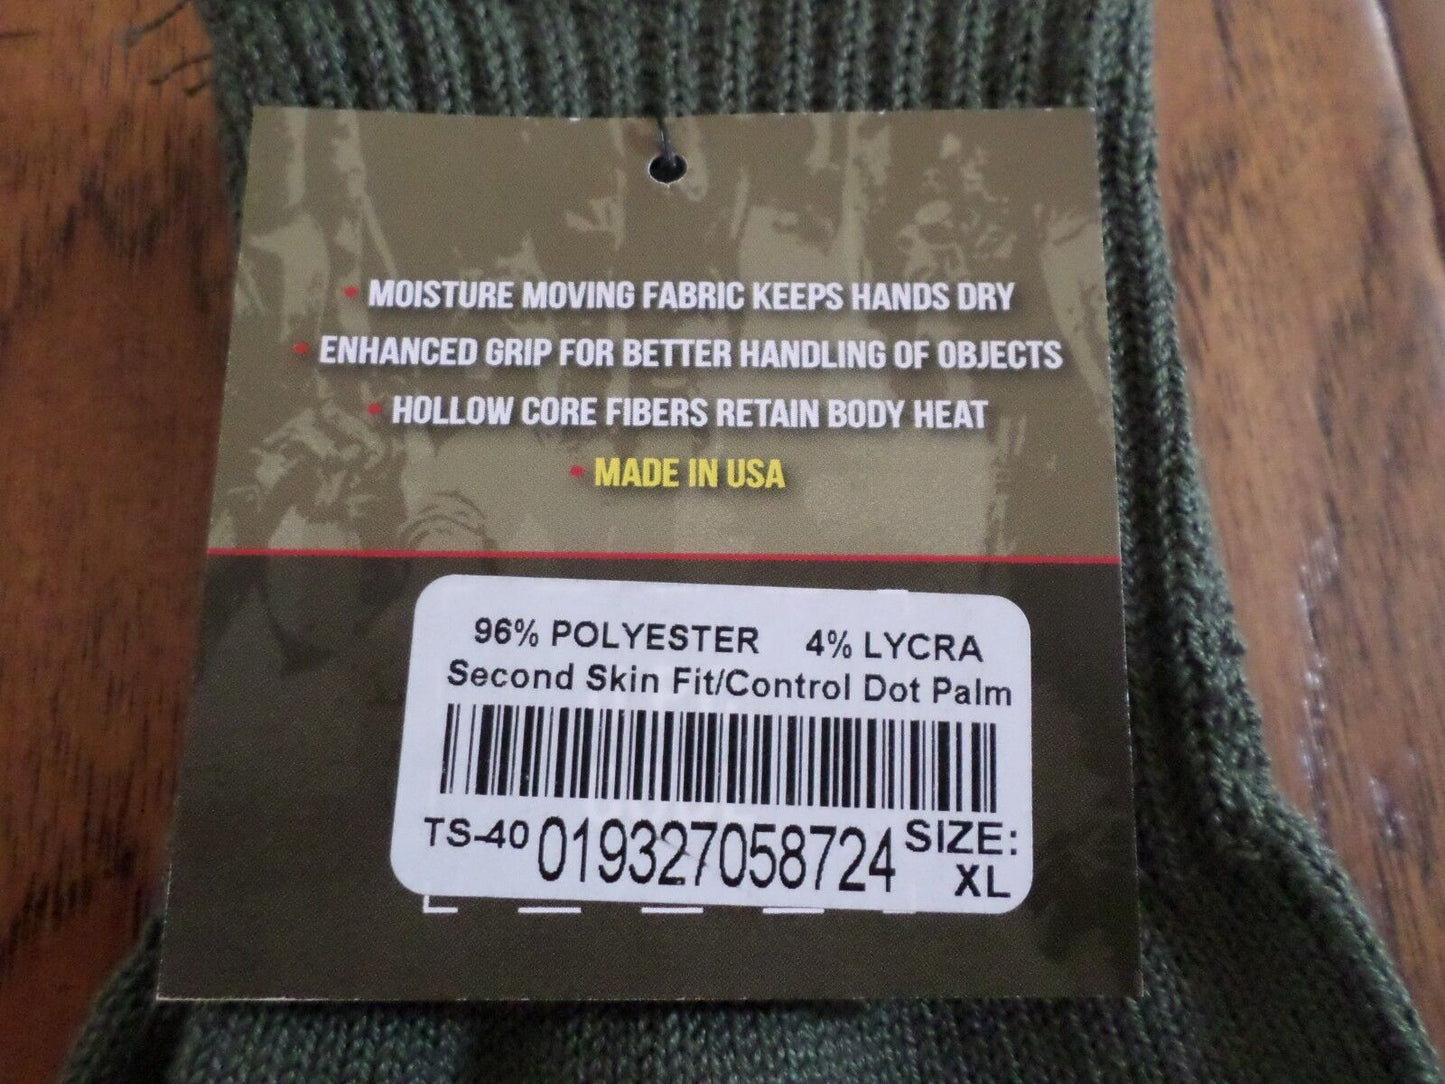 • MOISTURE MOVING FABRIC KEEPS HANDS DRY
• ENHANCED GRIP FOR BETTER HANDLING OF OBJECTS
• HOLLOW CORE FIBERS RETAIN BODY HEAT
• MADE IN USA
96% POLYESTER 4% LYCRA
Second Skin Fit/Control Dot Palm
TS-40 019327058724 SIZE:
XL